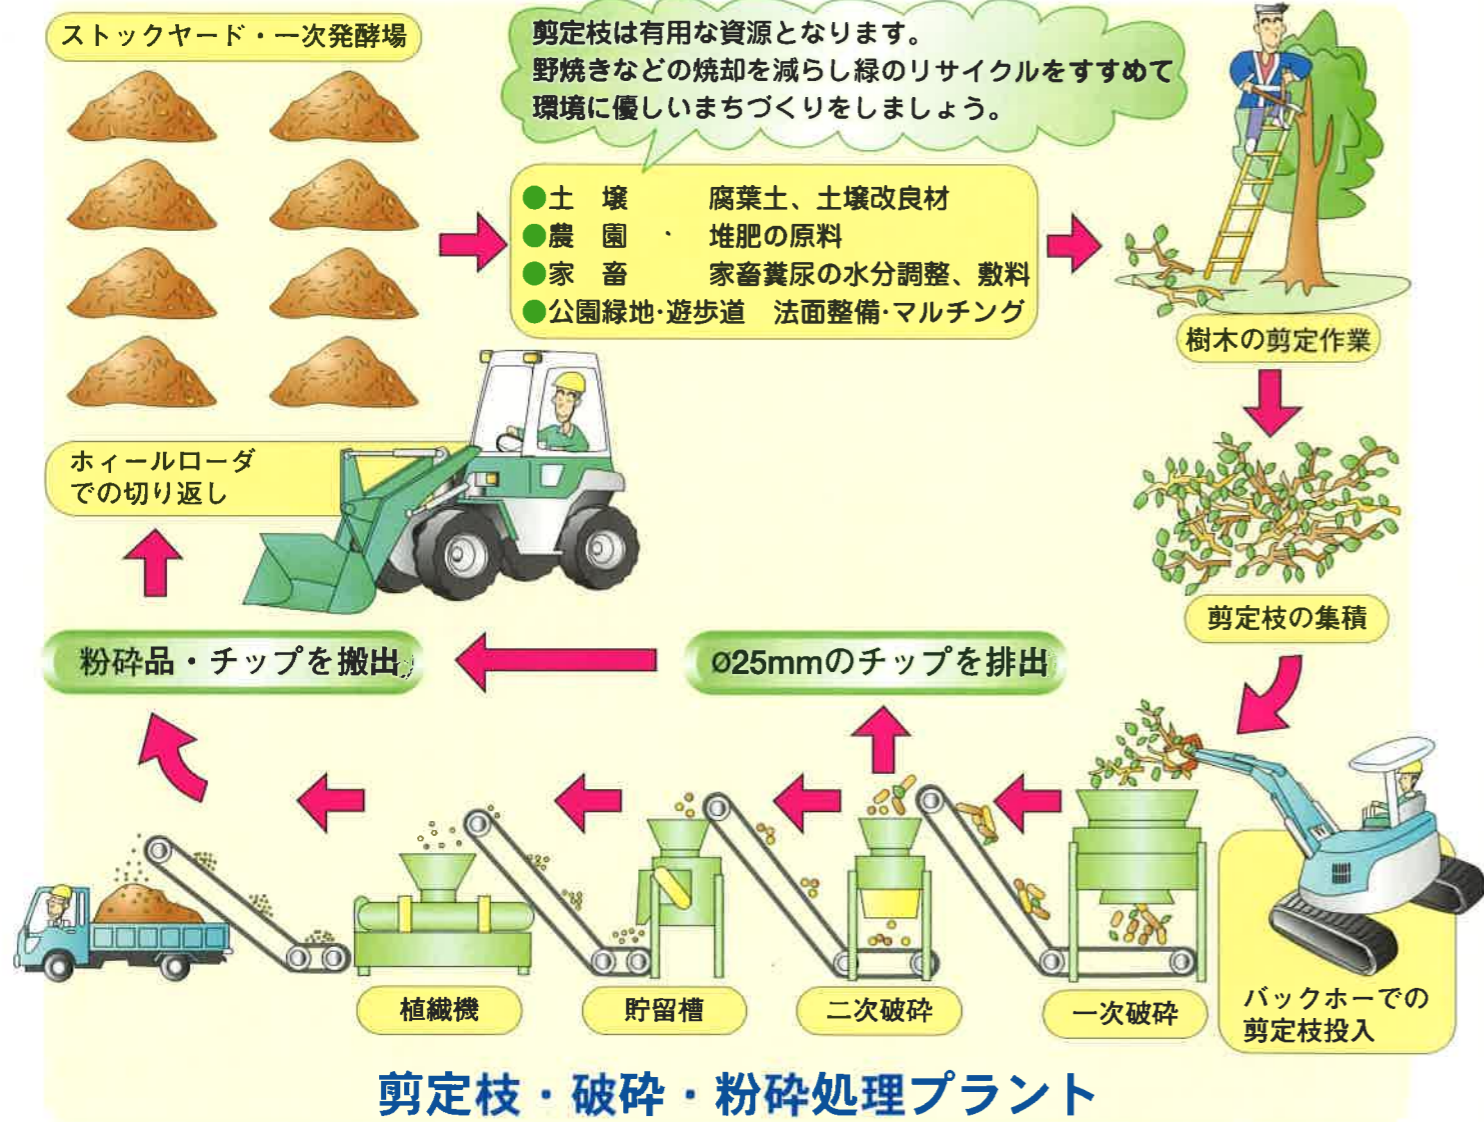 ストックヤード・一次発酵場
剪定枝は有用な資源となります。
野焼きなどの焼却を減らし緑のリサイクルをすすめて
環境に優しいまちづくりをしましょう。
●土　壌　　　腐葉土、土壌改良材
●農　園　・　堆肥の原料
●家　畜　　　家畜糞尿の水分調整、敷料
●公園緑地・遊歩道　法面整備・マルチング
樹木の剪定作業
ホィールローダ
での切り返し
剪定枝の集積
粉砕品・チップを搬出
Ø25mmのチップを排出
植繊機
貯留槽
二次破砕
一次破砕
バックホーでの
剪定枝投入
剪定枝・破砕・粉砕処理プラント